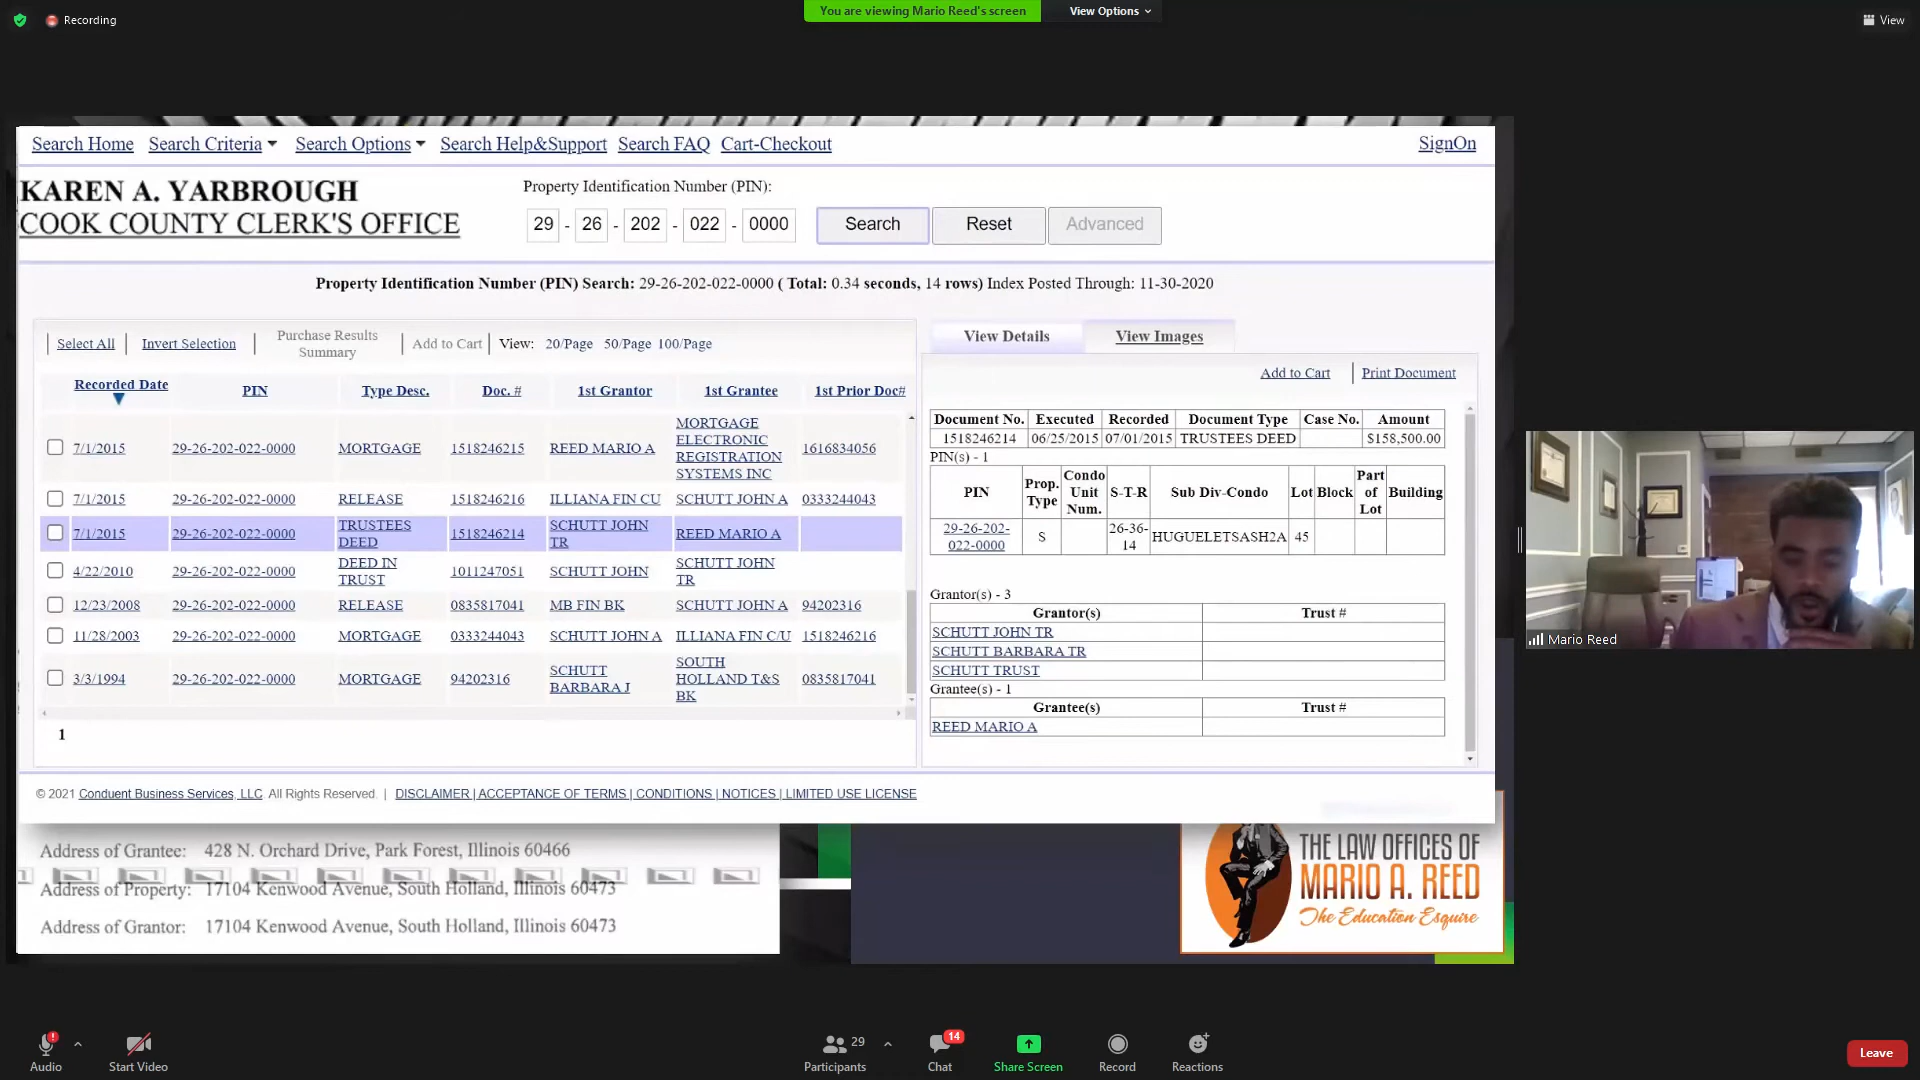 Recording
You are viewing Mario Reed's screen
View Options
View
Search Home Search Criteria Search Options Search Help&Support Search FAQ Cart-Checkout SignOn
KAREN A. YARBROUGH
COOK COUNTY CLERK'S OFFICE
Property Identification Number (PIN):
29 - 26 - 202 - 022 - 0000 Search Reset Advanced
Property Identification Number (PIN) Search: 29-26-202-022-0000 ( Total: 0.34 seconds, 14 rows) Index Posted Through: 11-30-2020
Select All | Invert Selection | Purchase Results Summary | Add to Cart | View: 20/Page 50/Page 100/Page
Recorded Date PIN Type Desc. Doc. # 1st Grantor 1st Grantee 1st Prior Doc#
7/1/2015 29-26-202-022-0000 MORTGAGE 1518246215 REED MARIO A MORTGAGE ELECTRONIC REGISTRATION SYSTEMS INC 1616834056
7/1/2015 29-26-202-022-0000 RELEASE 1518246216 ILLIANA FIN CU SCHUTT JOHN A 0333244043
7/1/2015 29-26-202-022-0000 TRUSTEES DEED 1518246214 SCHUTT JOHN TR REED MARIO A
4/22/2010 29-26-202-022-0000 DEED IN TRUST 1011247051 SCHUTT JOHN SCHUTT JOHN TR
12/23/2008 29-26-202-022-0000 RELEASE 0835817041 MB FIN BK SCHUTT JOHN A 94202316
11/28/2003 29-26-202-022-0000 MORTGAGE 0333244043 SCHUTT JOHN A ILLIANA FIN C/U 1518246216
3/3/1994 29-26-202-022-0000 MORTGAGE 94202316 SCHUTT BARBARA J SOUTH HOLLAND T&S BK 0835817041
1
View Details View Images
Add to Cart | Print Document
Document No. Executed Recorded Document Type Case No. Amount
1518246214 06/25/2015 07/01/2015 TRUSTEES DEED $158,500.00
PIN(s) - 1
PIN Prop. Type Condo Unit Num. S-T-R Sub Div-Condo Lot Block Part of Lot Building
29-26-202-022-0000 S 26-36-14 HUGUELETSASH2A 45
Grantor(s) - 3
Grantor(s) Trust #
SCHUTT JOHN TR
SCHUTT BARBARA TR
SCHUTT TRUST
Grantee(s) - 1
Grantee(s) Trust #
REED MARIO A
© 2021 Conduent Business Services, LLC All Rights Reserved. | DISCLAIMER | ACCEPTANCE OF TERMS | CONDITIONS | NOTICES | LIMITED USE LICENSE
Address of Grantee: 428 N. Orchard Drive, Park Forest, Illinois 60466
Address of Property: 17104 Kenwood Avenue, South Holland, Illinois 60473
Address of Grantor: 17104 Kenwood Avenue, South Holland, Illinois 60473
THE LAW OFFICES OF
MARIO A. REED
The Education Esquire
Mario Reed
Audio
Start Video
29
Participants
14
Chat
Share Screen
Record
Reactions
Leave